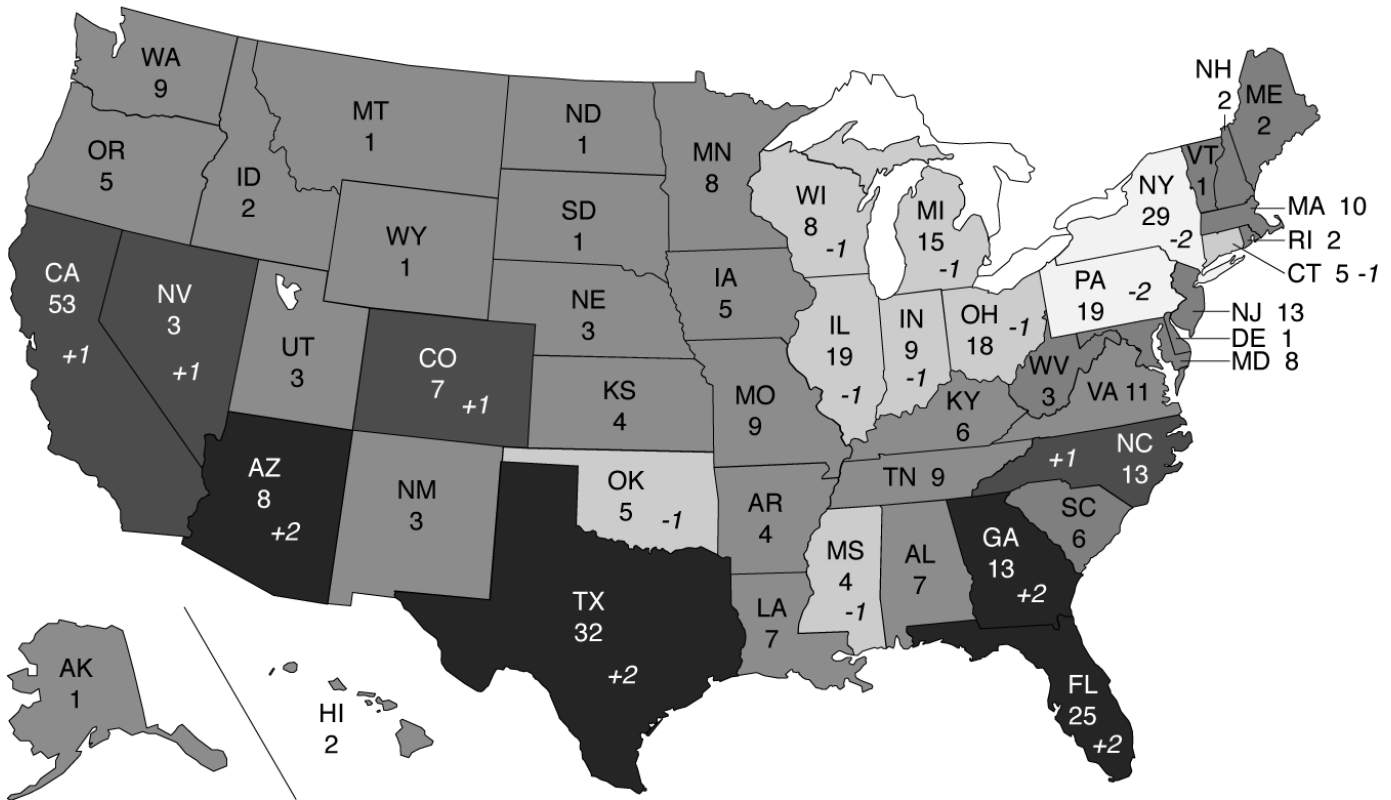 WA
9
OR
5
CA
53
+1
NV
3
+1
ID
2
MT
1
WY
1
UT
3
CO
7
+1
AZ
8
+2
NM
3
ND
1
SD
1
NE
3
KS
4
OK
5
-1
TX
32
+2
MN
8
IA
5
MO
9
AR
4
LA
7
WI
8
-1
IL
19
-1
MI
15
-1
IN
9
-1
OH
18
-1
KY
6
TN 9
MS
4
-1
AL
7
GA
13
+2
FL
25
+2
SC
6
NC
13
+1
VA 11
WV
3
PA
19
-2
NY
29
-2
VT
1
NH
2
ME
2
MA 10
RI 2
CT 5 -1
NJ 13
DE 1
MD 8
AK
1
HI
2